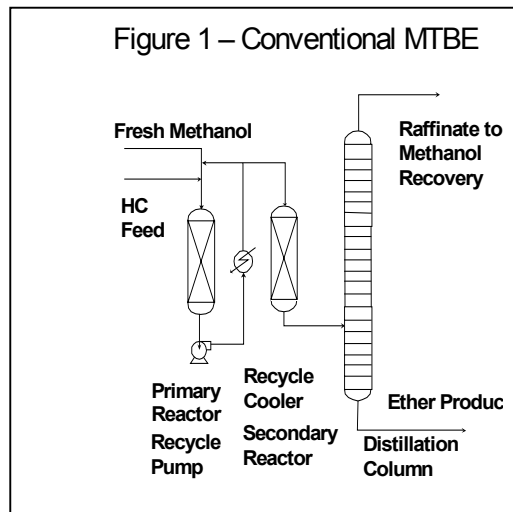 Figure 1 – Conventional MTBE
Fresh Methanol
HC
Feed
Raffinate to
Methanol
Recovery
Primary
Reactor
Recycle
Pump
Recycle
Cooler
Secondary
Reactor
Ether Produc
Distillation
Column